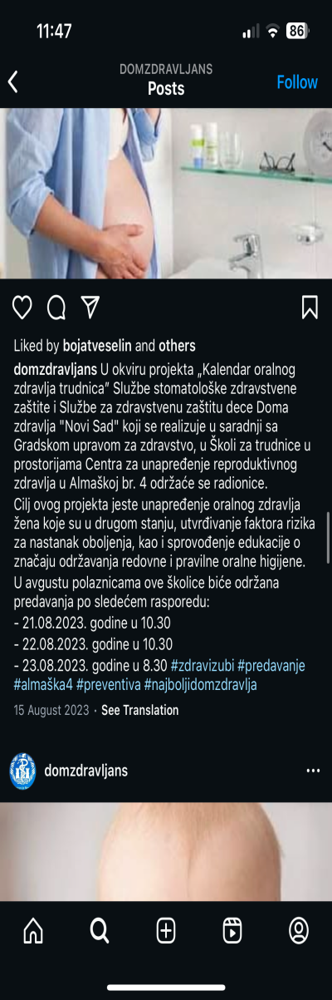 11:47
86
DOMZDRAVLJANS
Posts
Follow
Liked by bojatveselin and others
domzdravljans U okviru projekta „Kalendar oralnog
zdravlja trudnica” Službe stomatološke zdravstvene
zaštite i Službe za zdravstvenu zaštitu dece Doma
zdravlja "Novi Sad" koji se realizuje u saradnji sa
Gradskom upravom za zdravstvo, u Školi za trudnice u
prostorijama Centra za unapređenje reproduktivnog
zdravlja u Almaškoj br. 4 održaće se radionice.
Cilj ovog projekta jeste unapređenje oralnog zdravlja
žena koje su u drugom stanju, utvrđivanje faktora rizika
za nastanak oboljenja, kao i sprovođenje edukacije o
značaju održavanja redovne i pravilne oralne higijene.
U avgustu polaznicama ove školice biće održana
predavanja po sledećem rasporedu:
- 21.08.2023. godine u 10.30
- 22.08.2023. godine u 10.30
- 23.08.2023. godine u 8.30 #zdravizubi #predavanje
#almaška4 #preventiva #najboljidomzdravlja
15 August 2023 · See Translation
domzdravljans